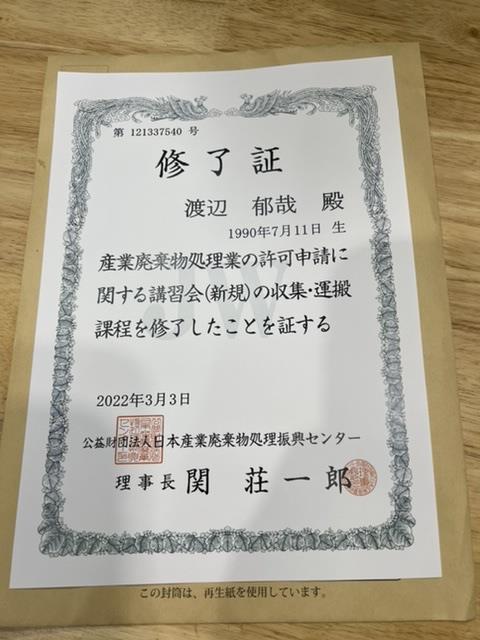 第 121337540 号
修了証
渡辺 郁哉 殿
1990年7月11日 生
産業廃棄物処理業の許可申請に
関する講習会(新規)の収集・運搬
課程を修了したことを証する
JW
2022年3月3日
公益財団法人日本産業廃棄物処理振興センター
理事長 関 荘一郎
この封筒は、再生紙を使用しています。